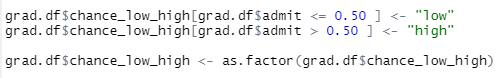 grad.df$chance_low_high[grad.df$admit <= 0.50 ] <- "low"
grad.df$chance_low_high[grad.df$admit > 0.50 ] <- "high"
grad.df$chance_low_high <- as.factor(grad.df$chance_low_high)